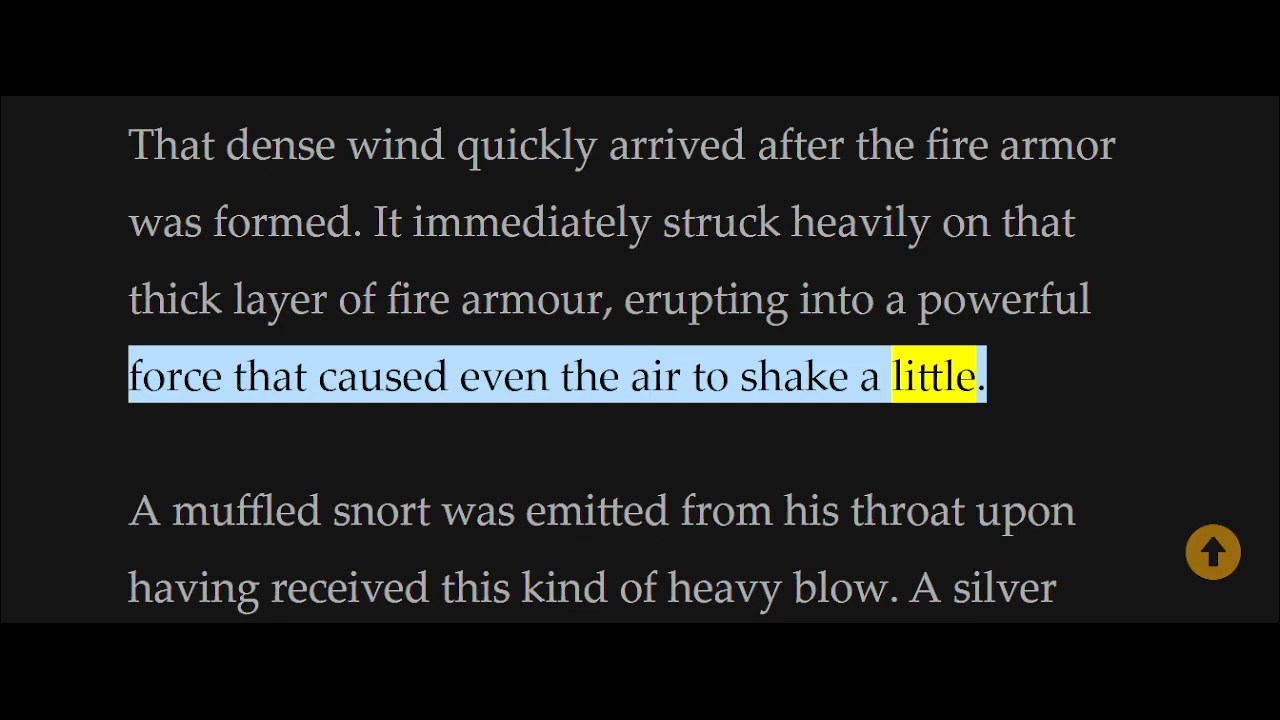 That dense wind quickly arrived after the fire armor
was formed. It immediately struck heavily on that
thick layer of fire armour, erupting into a powerful
force that caused even the air to shake a little.
A muffled snort was emitted from his throat upon
having received this kind of heavy blow. A silver